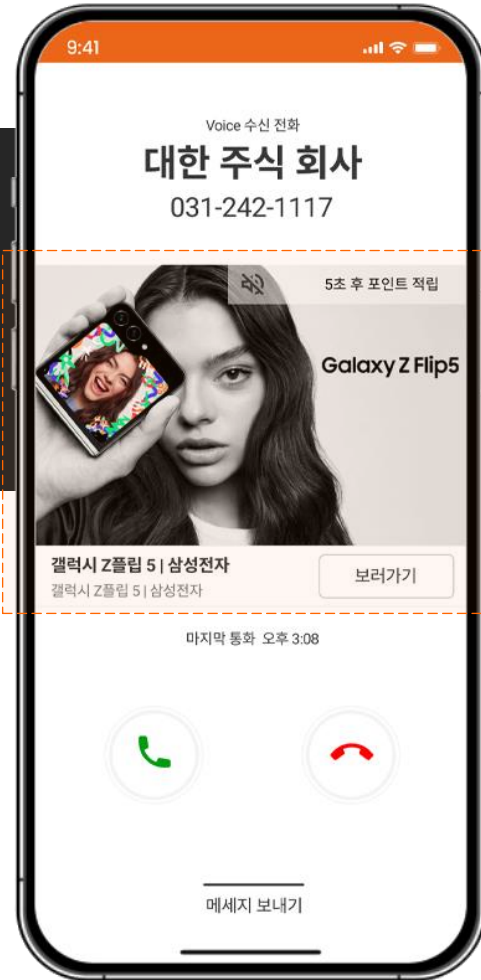 9:41
Voice 수신 전화
대한 주식 회사
031-242-1117
5초 후 포인트 적립
Galaxy Z Flip5
갤럭시 Z플립 5 | 삼성전자
갤럭시 Z플립 5 | 삼성전자
보러가기
마지막 통화 오후 3:08
메세지 보내기